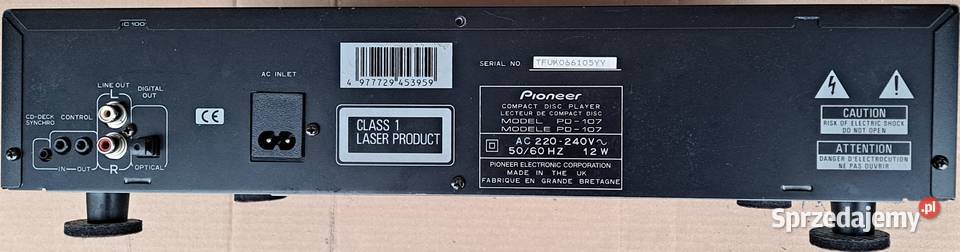 IC 400
LINE OUT
L
DIGITAL OUT
CD-DECK SYNCHRO
CONTROL
IN
OUT
R
OPTICAL
CE
AC INLET
4 977729 453959
CLASS 1
LASER PRODUCT
SERIAL NO.
TFUK066105YY
Pioneer
COMPACT DISC PLAYER
LECTEUR DE COMPACT DISC
MODEL PD-107
MODELE PD-107
AC 220-240V~
50/60 HZ 12 W
PIONEER ELECTRONIC CORPORATION
MADE IN THE UK
FABRIQUE EN GRANDE BRETAGNE
CAUTION
RISK OF ELECTRIC SHOCK
DO NOT OPEN
ATTENTION
DANGER D'ELECTROCUTION
NE PAS OUVRIR
Sprzedajemy.pl